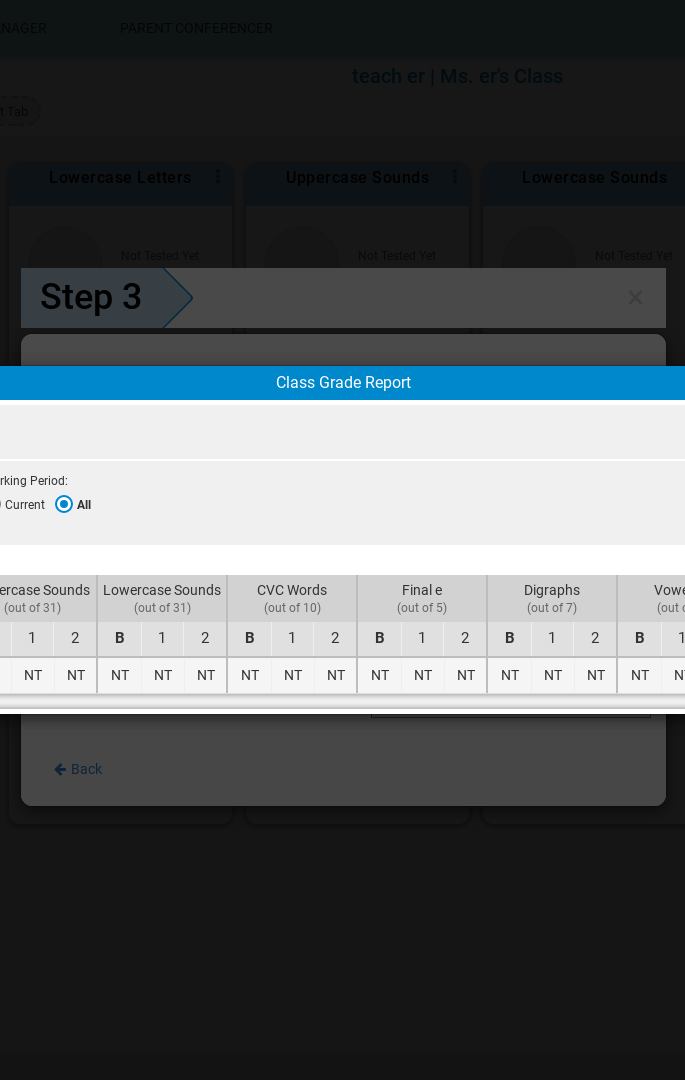 NAGER PARENT CONFERENCER
teach er | Ms. er's Class
t Tab
Lowercase Letters Uppercase Sounds Lowercase Sounds
Not Tested Yet Not Tested Yet Not Tested Yet
Step 3 ×
Class Grade Report
rking Period:
Current All
ercase Sounds Lowercase Sounds CVC Words Final e Digraphs Vowe
(out of 31) (out of 31) (out of 10) (out of 5) (out of 7) (out o
1 2 B 1 2 B 1 2 B 1 2 B 1 2 B 1
NT NT NT NT NT NT NT NT NT NT NT NT NT NT NT NT
Back